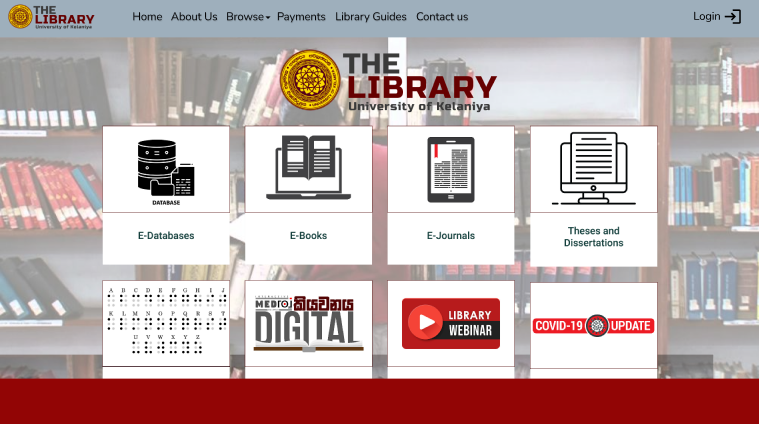 THE
LIBRARY
University of Kelaniya
Home About Us Browse Payments Library Guides Contact us
Login
THE
LIBRARY
University of Kelaniya
DATABASE
E-Databases
E-Books
E-Journals
Theses and
Dissertations
A B C D E F G H I J
K L M N O P Q R S T
U V W X Y Z
කියවනය
DIGITAL
LIBRARY
WEBINAR
COVID-19 UPDATE